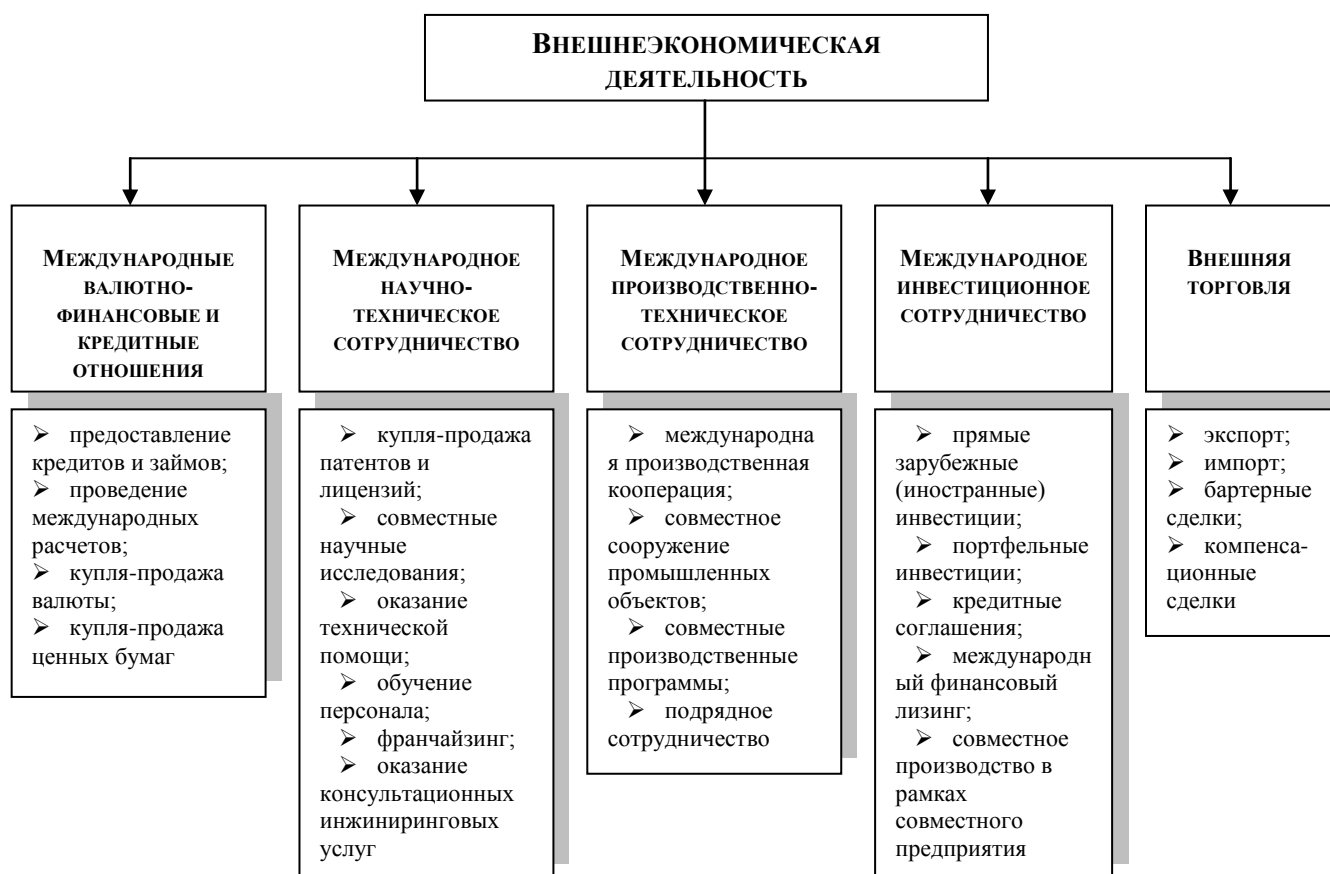 ВНЕШНЕЭКОНОМИЧЕСКАЯ
ДЕЯТЕЛЬНОСТЬ
МЕЖДУНАРОДНЫЕ
ВАЛЮТНО-
ФИНАНСОВЫЕ И
КРЕДИТНЫЕ
ОТНОШЕНИЯ
➢ предоставление
кредитов и займов;
➢ проведение
международных
расчетов;
➢ купля-продажа
валюты;
➢ купля-продажа
ценных бумаг
МЕЖДУНАРОДНОЕ
НАУЧНО-
ТЕХНИЧЕСКОЕ
СОТРУДНИЧЕСТВО
➢ купля-продажа
патентов и
лицензий;
➢ совместные
научные
исследования;
➢ оказание
технической
помощи;
➢ обучение
персонала;
➢ франчайзинг;
➢ оказание
консультационных
инжиниринговых
услуг
МЕЖДУНАРОДНОЕ
ПРОИЗВОДСТВЕННО-
ТЕХНИЧЕСКОЕ
СОТРУДНИЧЕСТВО
➢ международна
я производственная
кооперация;
➢ совместное
сооружение
промышленных
объектов;
➢ совместные
производственные
программы;
➢ подрядное
сотрудничество
МЕЖДУНАРОДНОЕ
ИНВЕСТИЦИОННОЕ
СОТРУДНИЧЕСТВО
➢ прямые
зарубежные
(иностранные)
инвестиции;
➢ портфельные
инвестиции;
➢ кредитные
соглашения;
➢ международн
ый финансовый
лизинг;
➢ совместное
производство в
рамках
совместного
предприятия
ВНЕШНЯЯ
ТОРГОВЛЯ
➢ экспорт;
➢ импорт;
➢ бартерные
сделки;
➢ компенса-
ционные
сделки